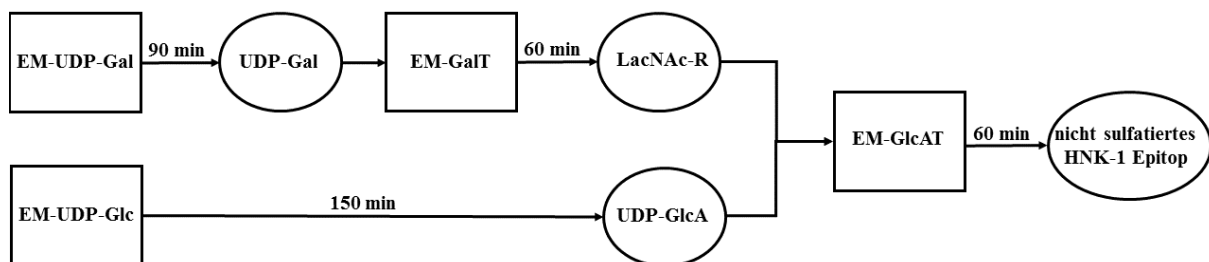 EM-UDP-Gal
90 min
UDP-Gal
EM-GalT
60 min
LacNAc-R
EM-UDP-Glc
150 min
UDP-GlcA
EM-GlcAT
60 min
nicht sulfatiertes
HNK-1 Epitop